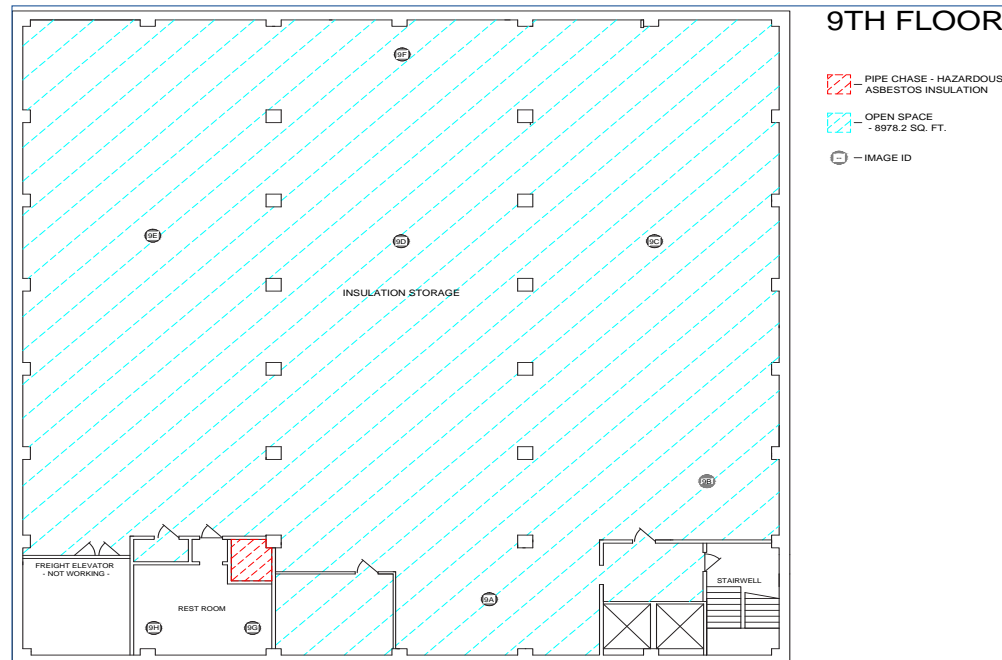 9TH FLOOR
PIPE CHASE - HAZARDOUS
ASBESTOS INSULATION
OPEN SPACE
- 8978.2 SQ. FT.
-- IMAGE ID
9F
9E
9D
9C
INSULATION STORAGE
9B
FREIGHT ELEVATOR
- NOT WORKING -
STAIRWELL
9A
REST ROOM
9H
9G